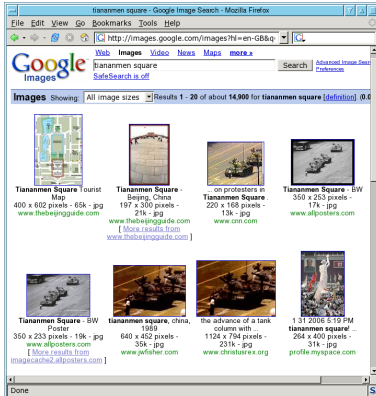 tiananmen square - Google Image Search - Mozilla Firefox
File Edit View Go Bookmarks Tools Help
http://images.google.com/images?hl=en-GB&q-
Web Images Video News Maps more »
Google
Images
tiananmen square
Search
Advanced Image Sear
Preferences
SafeSearch is off
Images Showing: All image sizes Results 1 - 20 of about 14,900 for tiananmen square [definition]. (0.0
Tiananmen Square Tourist
Map
400 x 602 pixels - 65k - jpg
www.thebeijingguide.com
Tiananmen Square -
Beijing, China
197 x 300 pixels -
21k - jpg
www.thebeijingguide.com
[ More results from
www.thebeijingguide.com ]
... on protesters in
Tiananmen Square .
220 x 168 pixels -
13k - jpg
www.cnn.com
Tiananmen Square - BW
350 x 253 pixels -
17k - jpg
www.allposters.com
Tiananmen Square - BW
Poster
350 x 233 pixels - 19k - jpg
www.allposters.com
[ More results from
imagecache2.allposters.com ]
tiananmen square, china,
1989
640 x 452 pixels -
35k - jpg
www.jwfisher.com
the advance of a tank
column with ...
1124 x 794 pixels -
231k - jpg
www.christusrex.org
1 31 2006 5:19 PM
tiananmen square! ...
264 x 400 pixels -
31k - jpg
profile.myspace.com
Done